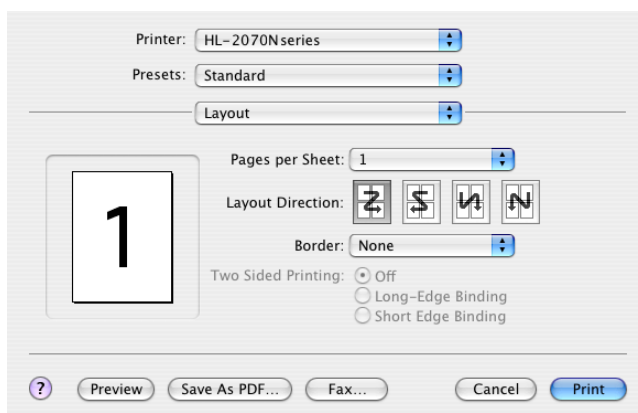 Printer: HL-2070N series
Presets: Standard
Layout
Pages per Sheet: 1
1
Layout Direction:
Border: None
Two Sided Printing: Off
Long-Edge Binding
Short Edge Binding
? Preview Save As PDF... Fax... Cancel Print